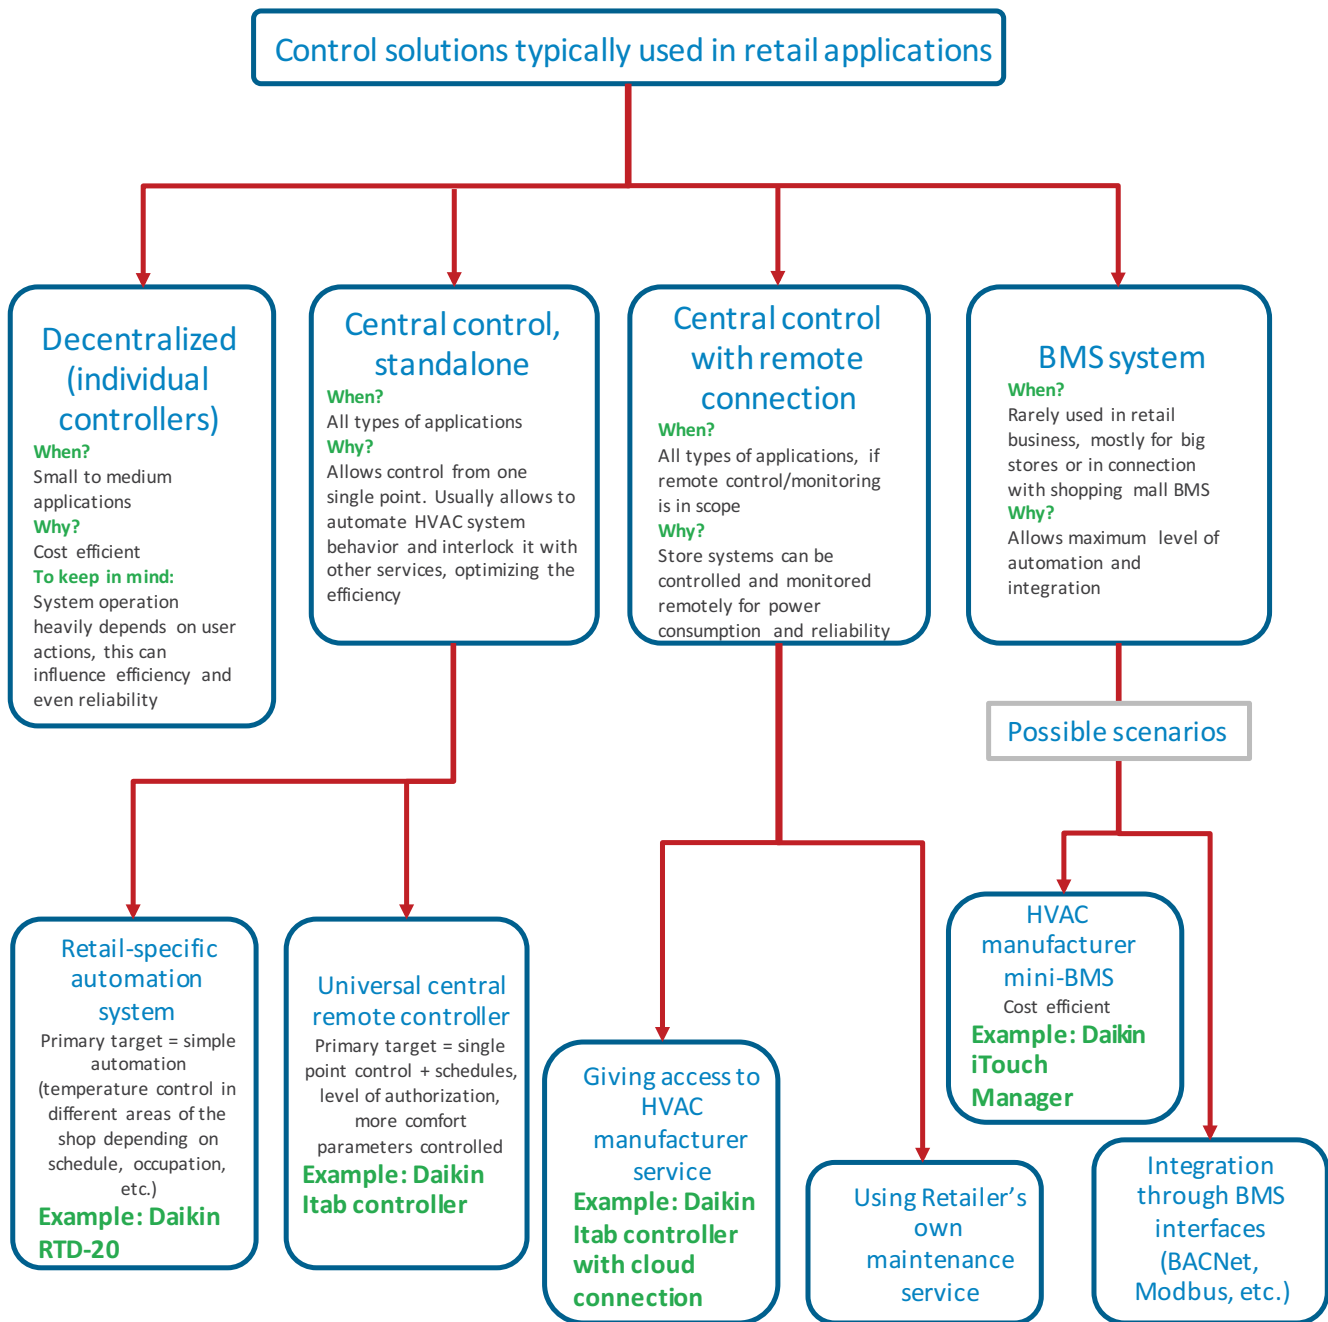 Control solutions typically used in retail applications
Decentralized
(individual
controllers)
When?
Small to medium
applications
Why?
Cost efficient
To keep in mind:
System operation
heavily depends on user
actions, this can
influence efficiency and
even reliability
Central control,
standalone
When?
All types of applications
Why?
Allows control from one
single point. Usually allows to
automate HVAC system
behavior and interlock it with
other services, optimizing the
efficiency
Central control
with remote
connection
When?
All types of applications, if
remote control/monitoring
is in scope
Why?
Store systems can be
controlled and monitored
remotely for power
consumption and reliability
BMS system
When?
Rarely used in retail
business, mostly for big
stores or in connection
with shopping mall BMS
Why?
Allows maximum level of
automation and
integration
Possible scenarios
Retail-specific
automation
system
Primary target = simple
automation
(temperature control in
different areas of the
shop depending on
schedule, occupation,
etc.)
Example: Daikin
RTD-20
Universal central
remote controller
Primary target = single
point control + schedules,
level of authorization,
more comfort
parameters controlled
Example: Daikin
Itab controller
Giving access to
HVAC
manufacturer
service
Example: Daikin
Itab controller
with cloud
connection
Using Retailer's
own
maintenance
service
HVAC
manufacturer
mini-BMS
Cost efficient
Example: Daikin
iTouch
Manager
Integration
through BMS
interfaces
(BACNet,
Modbus, etc.)